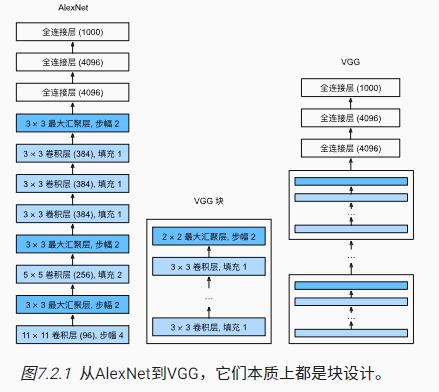 AlexNet
全连接层 (1000)
全连接层 (4096)
全连接层 (4096)
3 × 3 最大汇聚层, 步幅 2
3 × 3 卷积层 (384), 填充 1
3 × 3 卷积层 (384), 填充 1
3 × 3 卷积层 (384), 填充 1
3 × 3 最大汇聚层, 步幅 2
5 × 5 卷积层 (256), 填充 2
3 × 3 最大汇聚层, 步幅 2
11 × 11 卷积层 (96), 步幅 4
VGG 块
2 × 2 最大汇聚层, 步幅 2
3 × 3 卷积层, 填充 1
...
3 × 3 卷积层, 填充 1
VGG
全连接层 (1000)
全连接层 (4096)
全连接层 (4096)
...
...
...
图7.2.1 从AlexNet到VGG，它们本质上都是块设计。